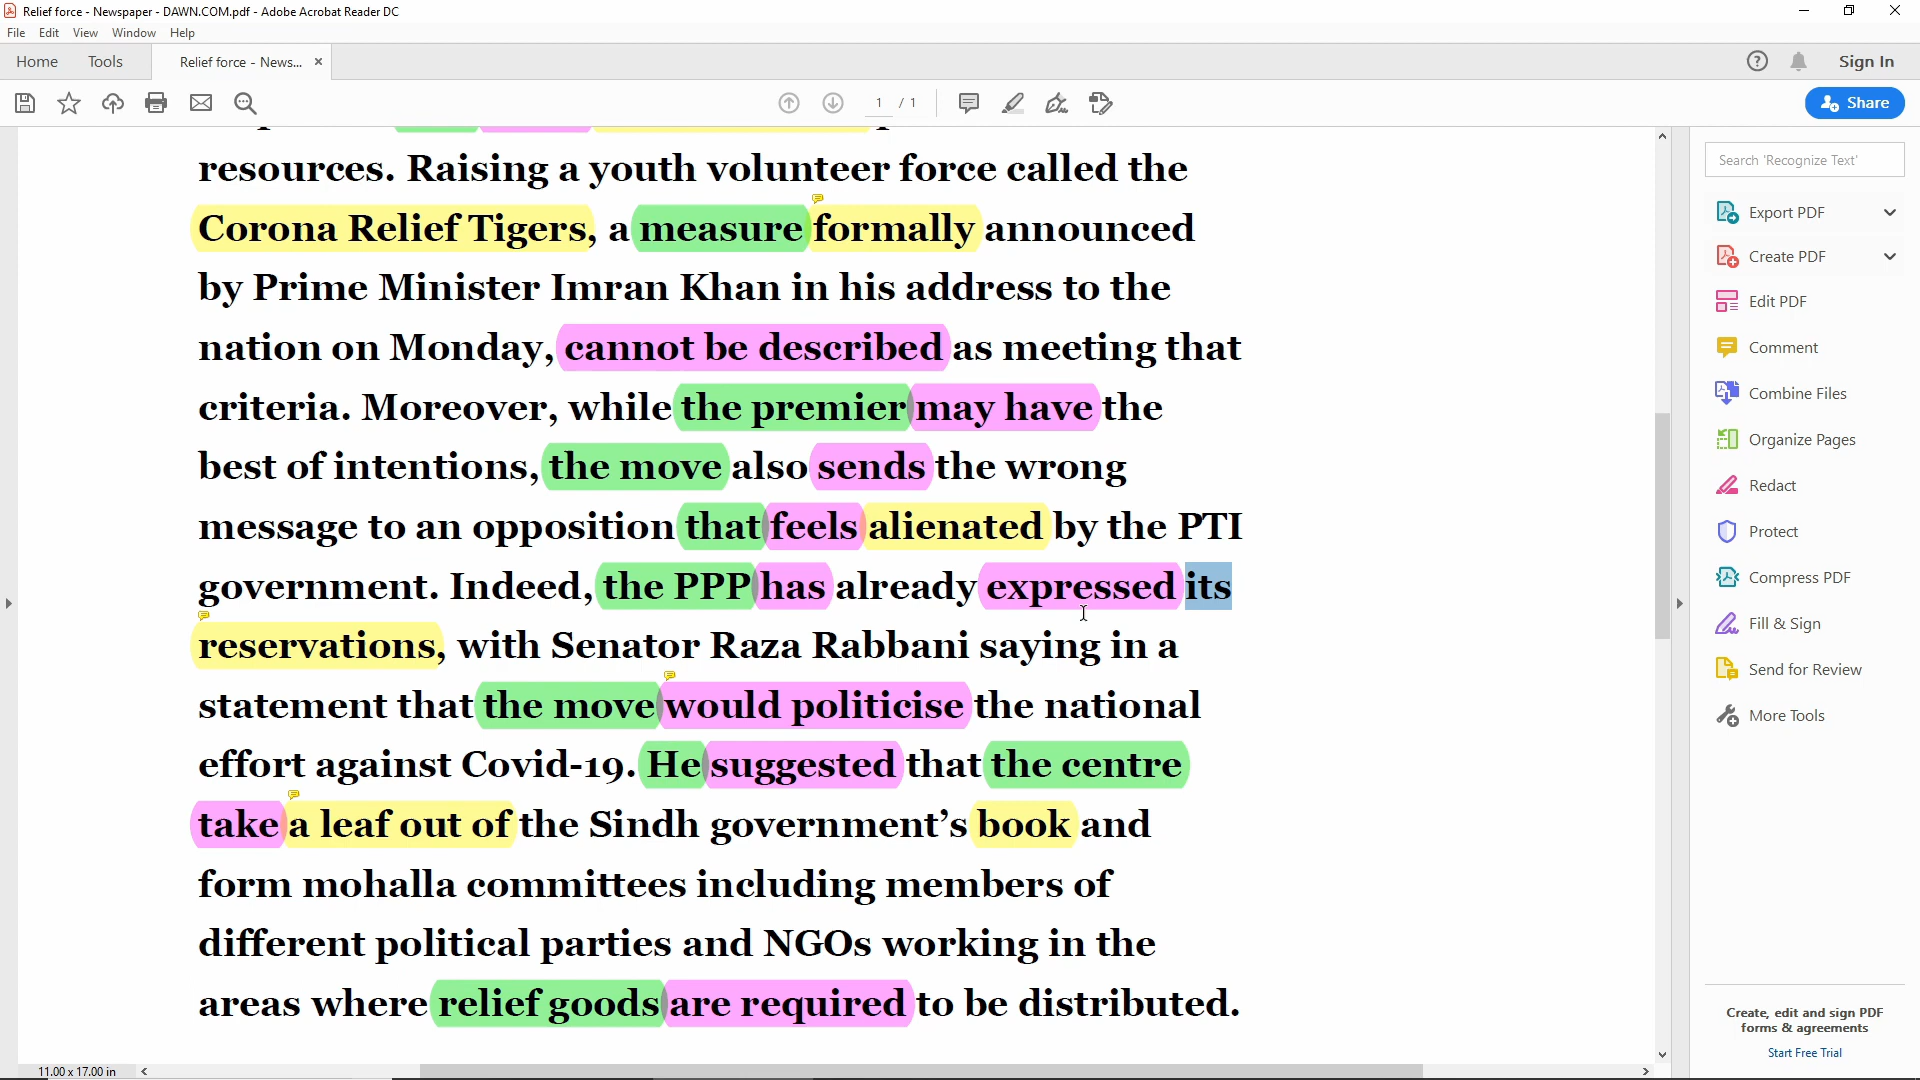 Relief force - Newspaper - DAWN.COM.pdf - Adobe Acrobat Reader DC
File Edit View Window Help
Home Tools Relief force - News... ×
Sign In
1 / 1
Share
resources. Raising a youth volunteer force called the
Corona Relief Tigers, a measure formally announced
by Prime Minister Imran Khan in his address to the
nation on Monday, cannot be described as meeting that
criteria. Moreover, while the premier may have the
best of intentions, the move also sends the wrong
message to an opposition that feels alienated by the PTI
government. Indeed, the PPP has already expressed its
reservations, with Senator Raza Rabbani saying in a
statement that the move would politicise the national
effort against Covid-19. He suggested that the centre
take a leaf out of the Sindh government’s book and
form mohalla committees including members of
different political parties and NGOs working in the
areas where relief goods are required to be distributed.
11.00 x 17.00 in
Search 'Recognize Text'
Export PDF
Create PDF
Edit PDF
Comment
Combine Files
Organize Pages
Redact
Protect
Compress PDF
Fill & Sign
Send for Review
More Tools
Create, edit and sign PDF
forms & agreements
Start Free Trial